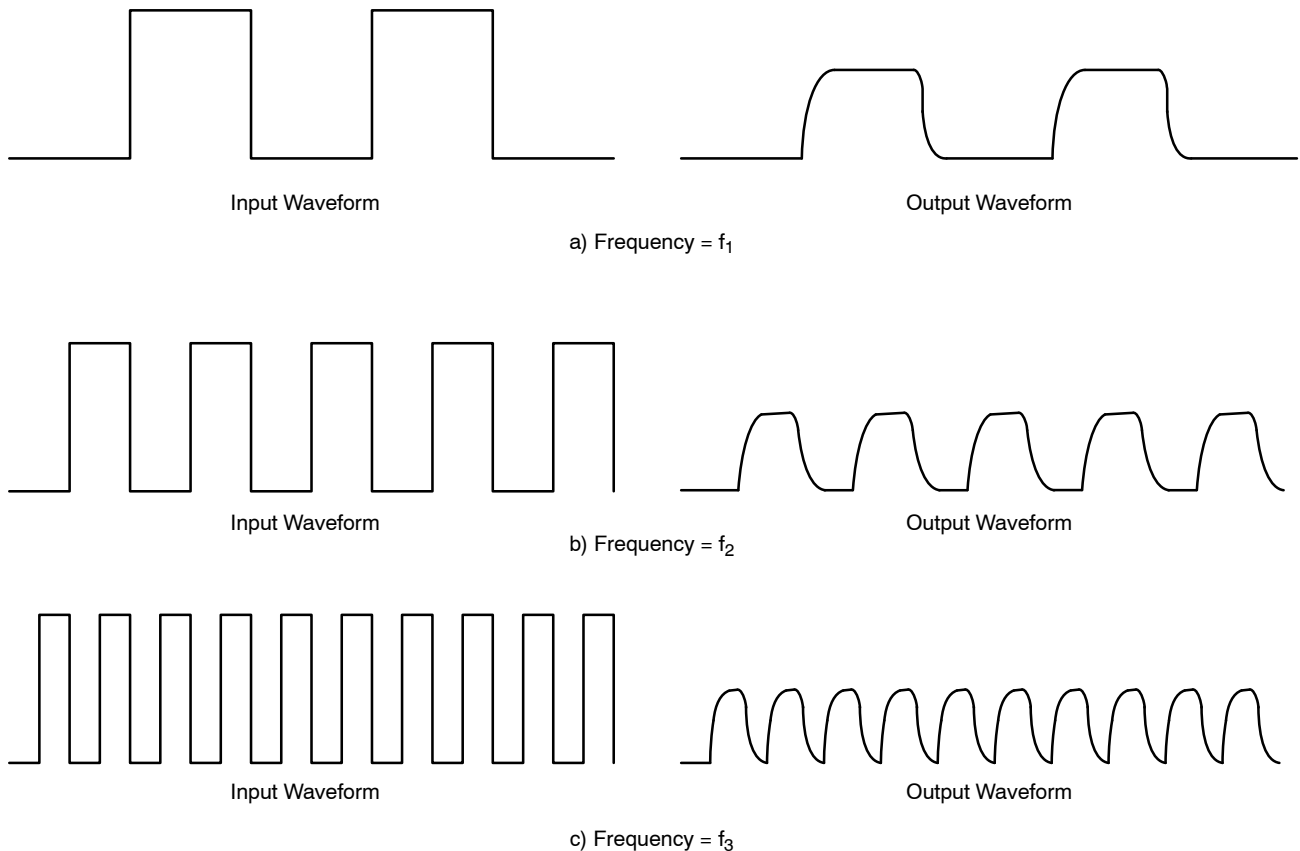 Input Waveform
Output Waveform
a) Frequency = f1
Input Waveform
Output Waveform
b) Frequency = f2
Input Waveform
Output Waveform
c) Frequency = f3